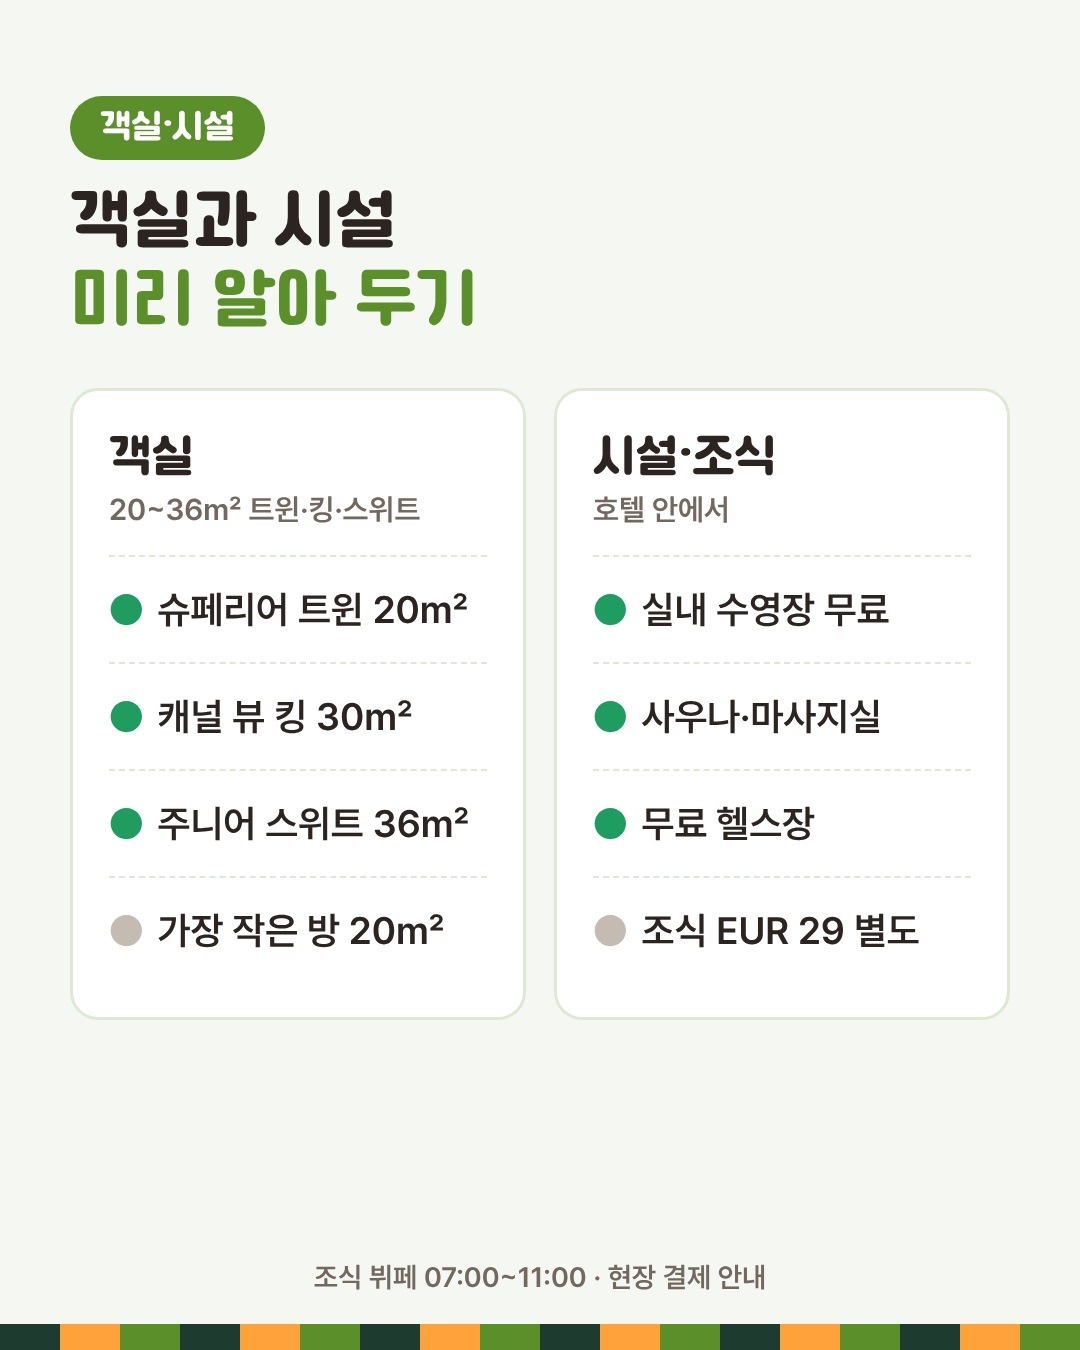 객실·시설
객실과 시설
미리 알아 두기
객실
20~36m² 트윈·킹·스위트
슈페리어 트윈 20m²
캐널 뷰 킹 30m²
주니어 스위트 36m²
가장 작은 방 20m²
시설·조식
호텔 안에서
실내 수영장 무료
사우나·마사지실
무료 헬스장
조식 EUR 29 별도
조식 뷔페 07:00~11:00 · 현장 결제 안내